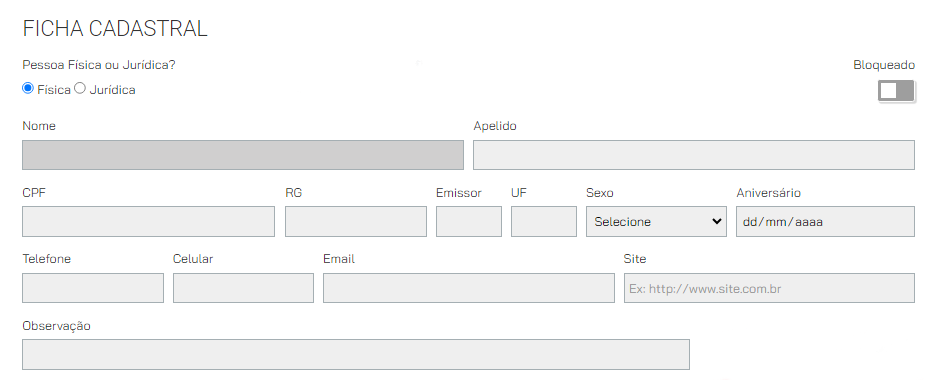 FICHA CADASTRAL
Pessoa Física ou Jurídica? Bloqueado
Física Jurídica
Nome Apelido
CPF RG Emissor UF Sexo Aniversário
Selecione dd/mm/aaaa
Telefone Celular Email Site
Ex: http://www.site.com.br
Observação